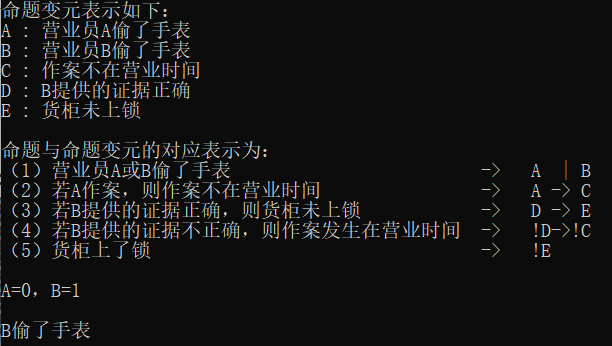 命题变元表示如下：
A : 营业员A偷了手表
B : 营业员B偷了手表
C : 作案不在营业时间
D : B提供的证据正确
E : 货柜未上锁
命题与命题变元的对应表示为：
（1）营业员A或B偷了手表 -> A | B
（2）若A作案，则作案不在营业时间 -> A -> C
（3）若B提供的证据正确，则货柜未上锁 -> D -> E
（4）若B提供的证据不正确，则作案发生在营业时间 -> !D->!C
（5）货柜上了锁 -> !E
A=0，B=1
B偷了手表